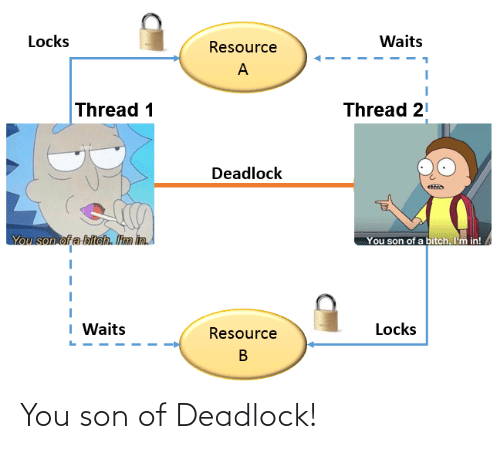 Locks
Resource
A
Waits
Thread 1
Thread 2
Deadlock
You son of a bitch, I'm in.
You son of a bitch, I'm in!
Waits
Resource
B
Locks
You son of Deadlock!